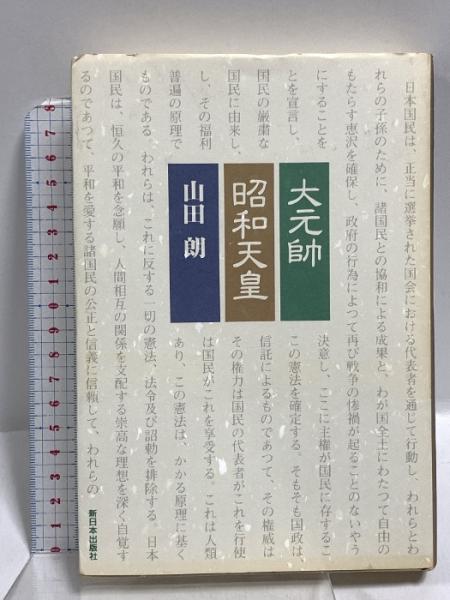 大元帥
昭和天皇
山田 朗
日本国民は、正当に選挙された国会における代表者を通じて行動し、われらとわ
れらの子孫のために、諸国民との協和による成果と、わが国全土にわたつて自由の
もたらす恵沢を確保し、政府の行為によつて再び戦争の惨禍が起ることのないやう
にすることを決意し、ここに主権が国民に存するこ
とを宣言し、この憲法を確定する。そもそも国政は
国民の厳粛な信託によるものであつて、その権威は
国民に由来し、その権力は国民の代表者がこれを行使
し、その福利は国民がこれを享受する。これは人類
普遍の原理であり、この憲法は、かかる原理に基く
ものである。われらは、これに反する一切の憲法、法令及び詔勅を排除する。日本
国民は、恒久の平和を念願し、人間相互の関係を支配する崇高な理想を深く自覚す
るのであつて、平和を愛する諸国民の公正と信義に信頼して、われらの
新日本出版社